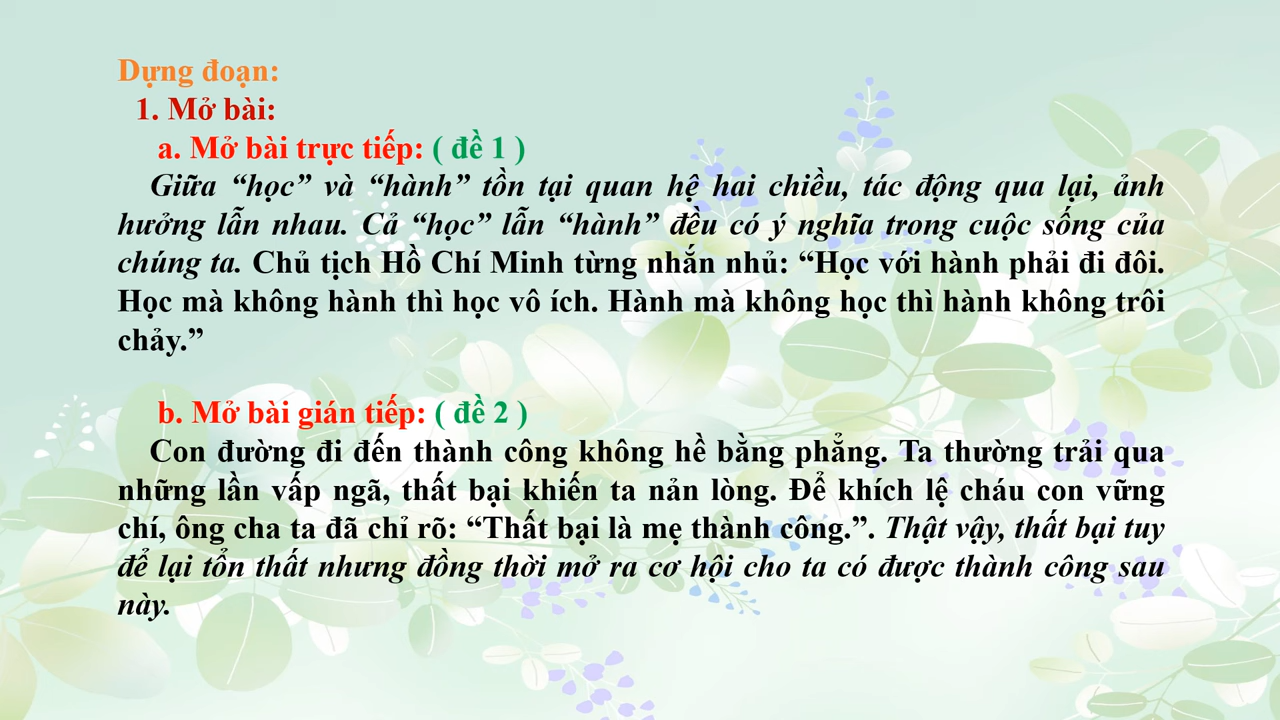 Dựng đoạn:
1. Mở bài:
a. Mở bài trực tiếp: ( đề 1 )
Giữa “học” và “hành” tồn tại quan hệ hai chiều, tác động qua lại, ảnh
hưởng lẫn nhau. Cả “học” lẫn “hành” đều có ý nghĩa trong cuộc sống của
chúng ta. Chủ tịch Hồ Chí Minh từng nhắn nhủ: “Học với hành phải đi đôi.
Học mà không hành thì học vô ích. Hành mà không học thì hành không trôi
chảy.”
b. Mở bài gián tiếp: ( đề 2 )
Con đường đi đến thành công không hề bằng phẳng. Ta thường trải qua
những lần vấp ngã, thất bại khiến ta nản lòng. Để khích lệ cháu con vững
chí, ông cha ta đã chỉ rõ: “Thất bại là mẹ thành công.”. Thật vậy, thất bại tuy
để lại tổn thất nhưng đồng thời mở ra cơ hội cho ta có được thành công sau
này.